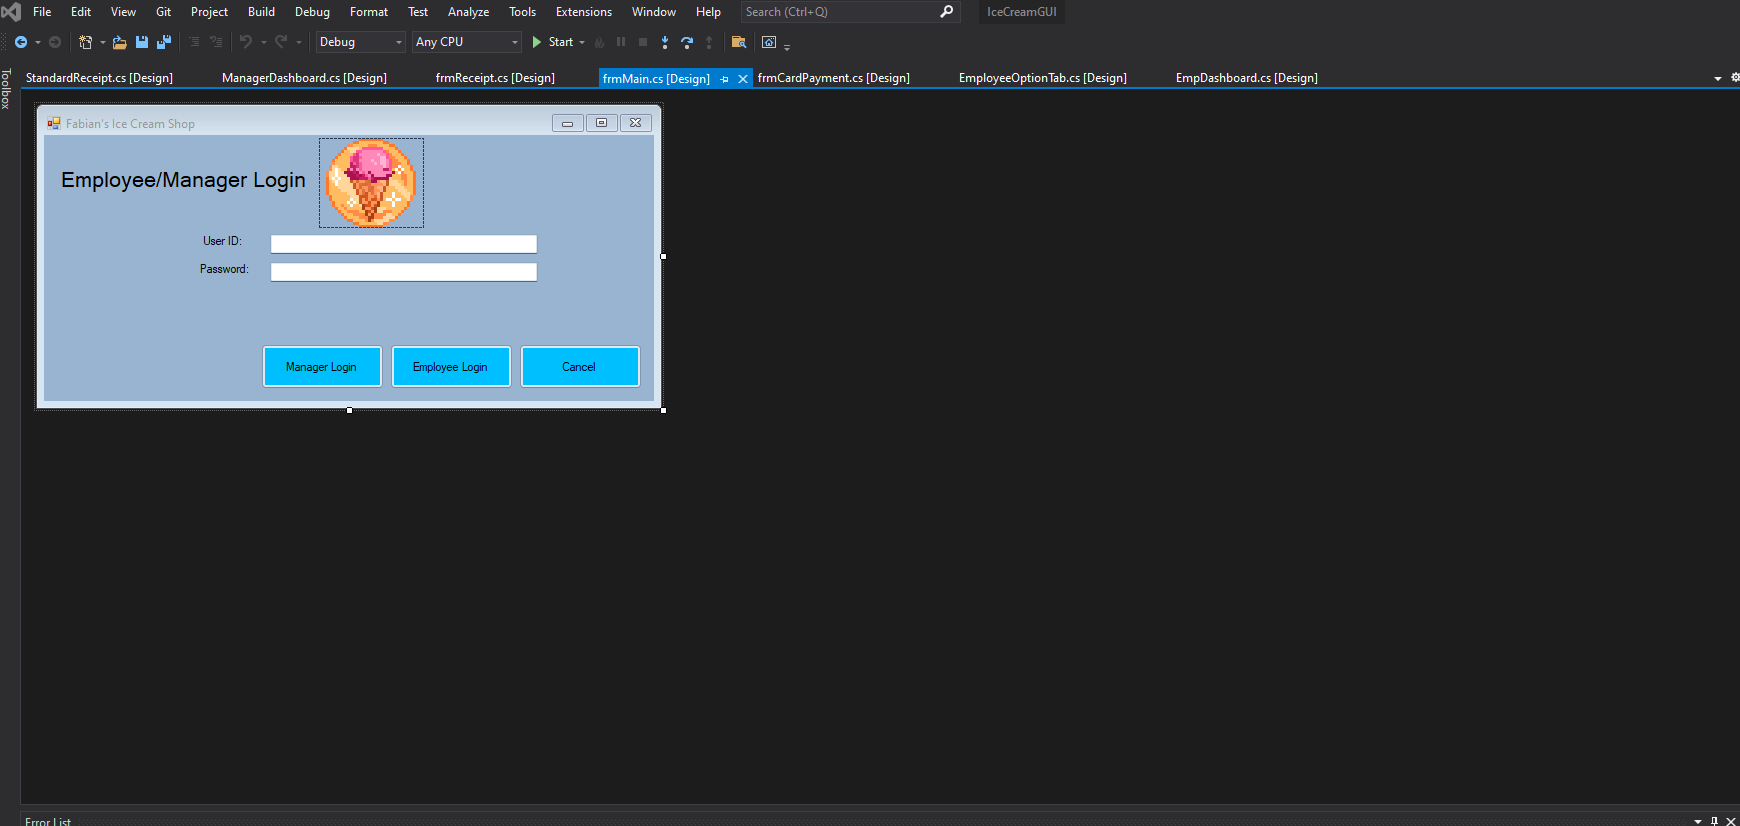 File Edit View Git Project Build Debug Format Test Analyze Tools Extensions Window Help Search (Ctrl+Q) IceCreamGUI
Debug Any CPU Start
Toolbox
StandardReceipt.cs [Design] ManagerDashboard.cs [Design] frmReceipt.cs [Design] frmMain.cs [Design] frmCardPayment.cs [Design] EmployeeOptionTab.cs [Design] EmpDashboard.cs [Design]
Fabian's Ice Cream Shop
Employee/Manager Login
User ID:
Password:
Manager Login Employee Login Cancel
Error List